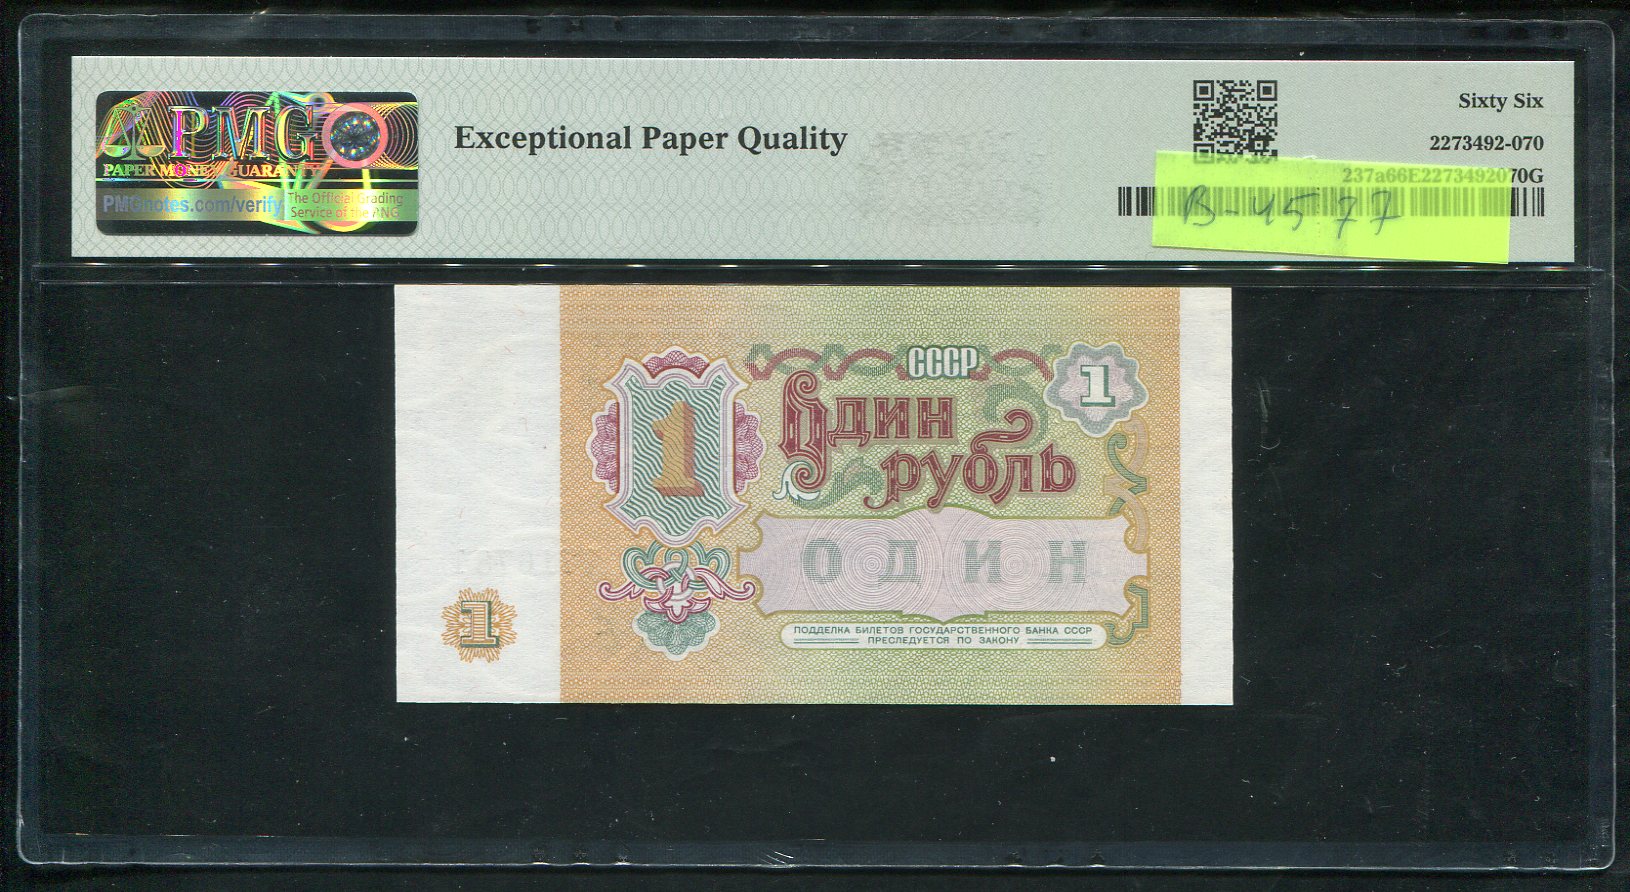 PMG
PAPER MONEY GUARANTY
PMGnotes.com/verify
The Official Grading
Service of the PNG
Exceptional Paper Quality
Sixty Six
2273492-070
237a66E2273492070G
B-4577
СССР
1
1
Один
рубль
ОДИН
1
ПОДДЕЛКА БИЛЕТОВ ГОСУДАРСТВЕННОГО БАНКА СССР
ПРЕСЛЕДУЕТСЯ ПО ЗАКОНУ